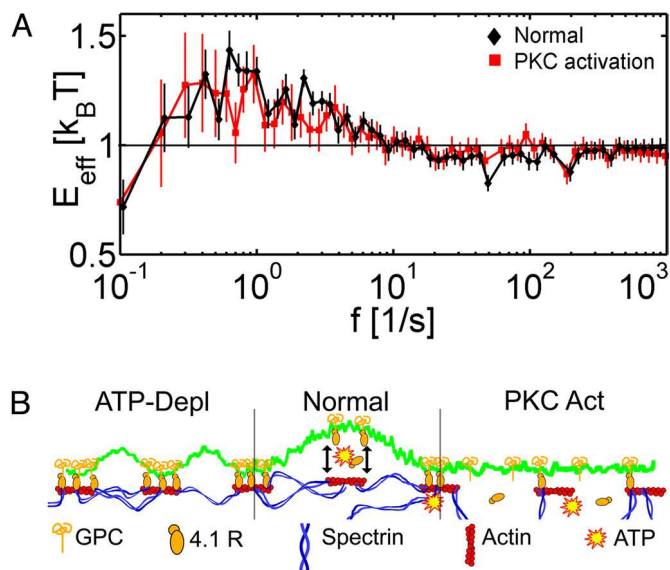 A
1.5
1
0.5
E_eff [k_B T]
Normal
PKC activation
10^-1
10^0
10^1
10^2
10^3
f [1/s]
B
ATP-Depl
Normal
PKC Act
GPC
4.1 R
Spectrin
Actin
ATP